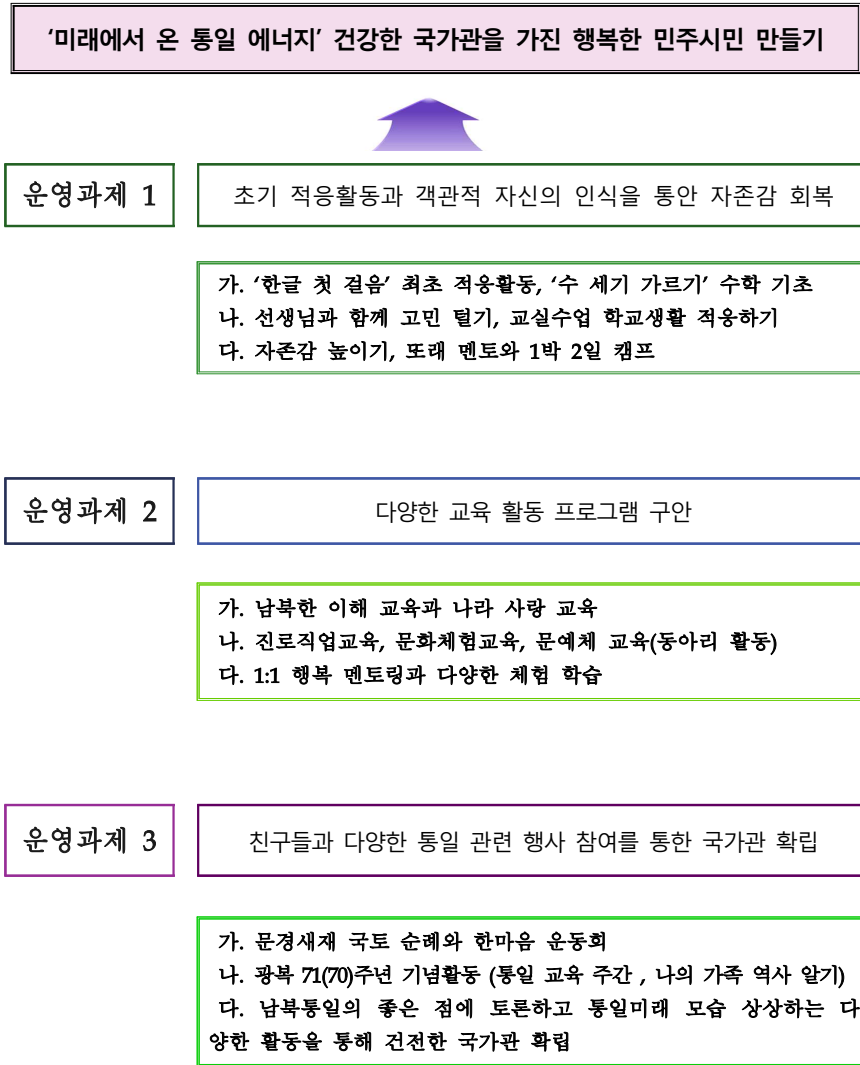 ‘미래에서 온 통일 에너지’ 건강한 국가관을 가진 행복한 민주시민 만들기
운영과제 1
초기 적응활동과 객관적 자신의 인식을 통안 자존감 회복
가. ‘한글 첫 걸음’ 최초 적응활동, ‘수 세기 가르기’ 수학 기초
나. 선생님과 함께 고민 털기, 교실수업 학교생활 적응하기
다. 자존감 높이기, 또래 멘토와 1박 2일 캠프
운영과제 2
다양한 교육 활동 프로그램 구안
가. 남북한 이해 교육과 나라 사랑 교육
나. 진로직업교육, 문화체험교육, 문예체 교육(동아리 활동)
다. 1:1 행복 멘토링과 다양한 체험 학습
운영과제 3
친구들과 다양한 통일 관련 행사 참여를 통한 국가관 확립
가. 문경새재 국토 순례와 한마음 운동회
나. 광복 71(70)주년 기념활동 (통일 교육 주간 , 나의 가족 역사 알기)
다. 남북통일의 좋은 점에 토론하고 통일미래 모습 상상하는 다
양한 활동을 통해 건전한 국가관 확립